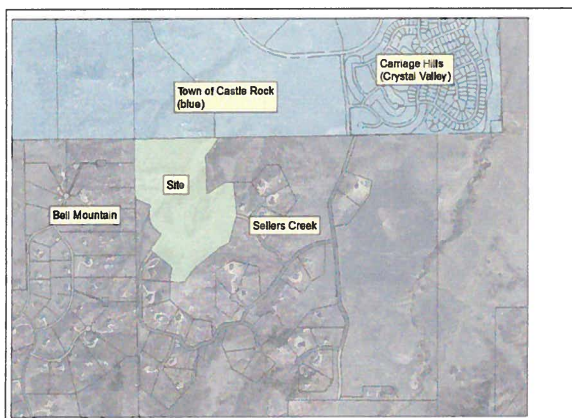 Carriage Hills
(Crystal Valley)
Town of Castle Rock
(blue)
Site
Bell Mountain
Sellers Creek